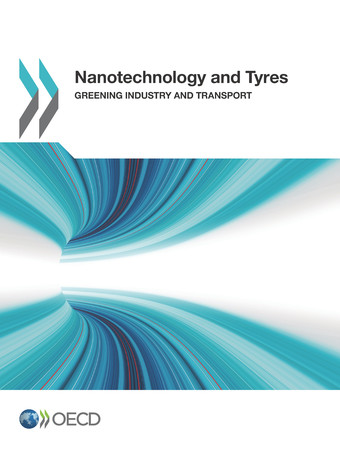 Nanotechnology and Tyres
GREENING INDUSTRY AND TRANSPORT
OECD